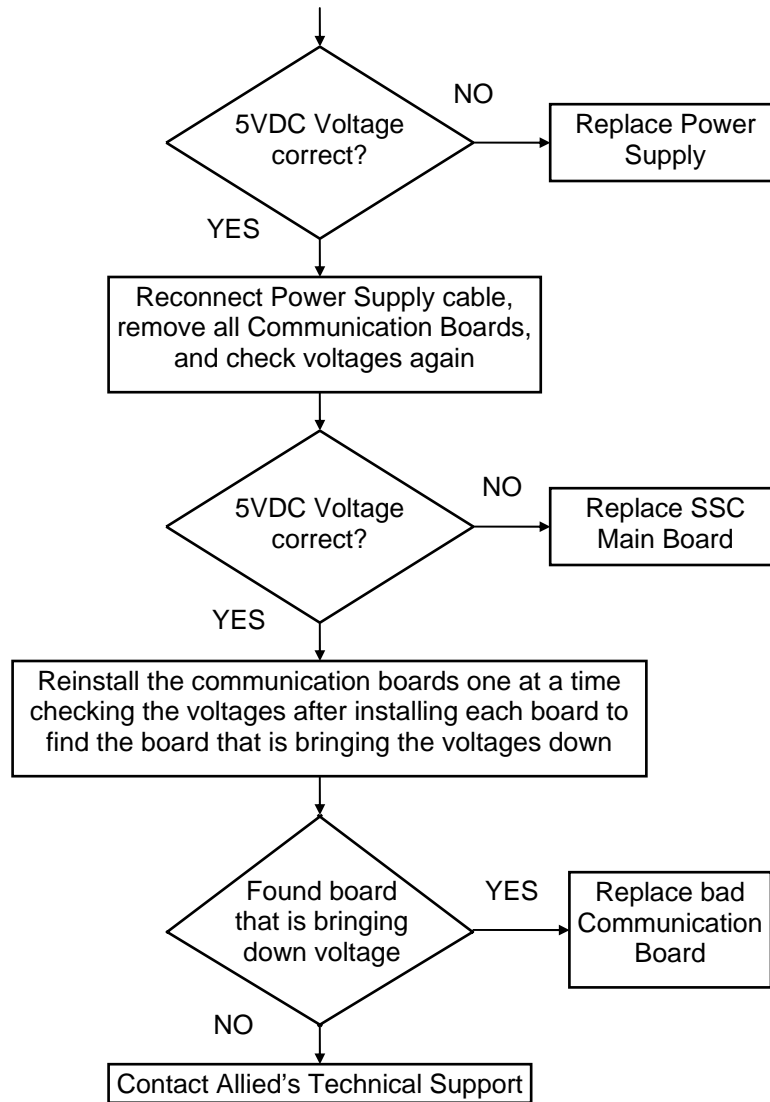 5VDC Voltage
correct?
NO
Replace Power
Supply
YES
Reconnect Power Supply cable,
remove all Communication Boards,
and check voltages again
5VDC Voltage
correct?
NO
Replace SSC
Main Board
YES
Reinstall the communication boards one at a time
checking the voltages after installing each board to
find the board that is bringing the voltages down
Found board
that is bringing
down voltage
YES
Replace bad
Communication
Board
NO
Contact Allied's Technical Support